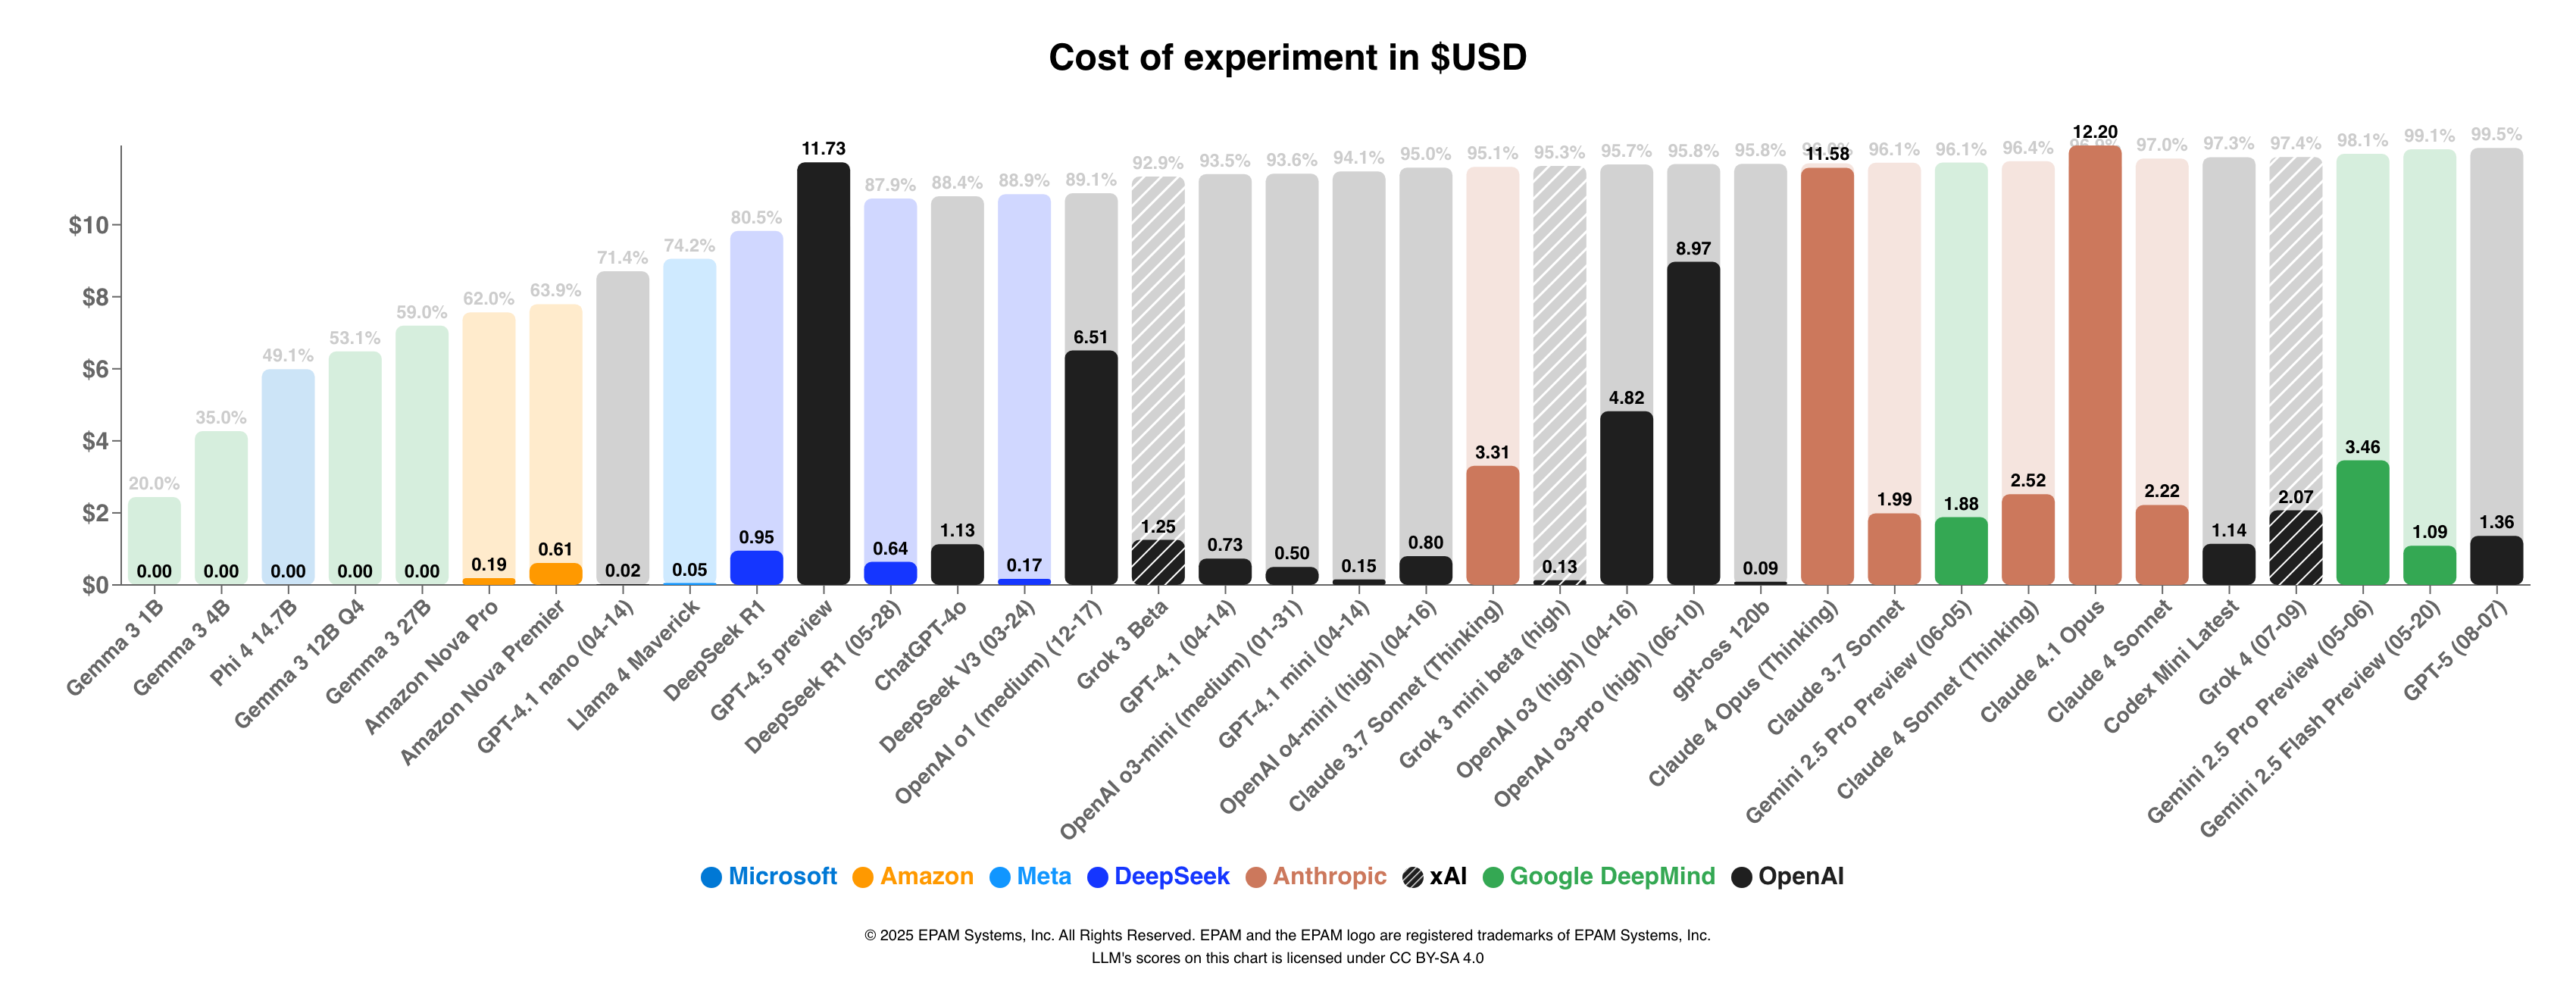 Cost of experiment in $USD
$10
$8
$6
$4
$2
$0
20.0%
35.0%
49.1%
53.1%
59.0%
62.0%
63.9%
71.4%
74.2%
80.5%
11.73
87.9%
88.4%
88.9%
89.1%
92.9%
93.5%
93.6%
94.1%
95.0%
95.1%
95.3%
95.7%
95.8%
95.8%
11.58
96.1%
96.1%
96.4%
12.20
97.0%
97.3%
97.4%
98.1%
99.1%
99.5%
0.00
0.00
0.00
0.00
0.00
0.19
0.61
0.02
0.05
0.95
0.64
1.13
0.17
6.51
1.25
0.73
0.50
0.15
0.80
3.31
0.13
4.82
8.97
0.09
1.99
1.88
2.52
2.22
1.14
2.07
3.46
1.09
1.36
Gemma 3 1B
Gemma 3 4B
Phi 4 14.7B
Gemma 3 12B Q4
Gemma 3 27B
Amazon Nova Pro
Amazon Nova Premier
GPT-4.1 nano (04-14)
Llama 4 Maverick
DeepSeek R1
GPT-4.5 preview
DeepSeek R1 (05-28)
ChatGPT-4o
DeepSeek V3 (03-24)
OpenAI o1 (medium) (12-17)
Grok 3 Beta
GPT-4.1 (04-14)
OpenAI o3-mini (medium) (01-31)
GPT-4.1 mini (04-14)
OpenAI o4-mini (high) (04-16)
Claude 3.7 Sonnet (Thinking)
Grok 3 mini beta (high)
OpenAI o3 (high) (04-16)
OpenAI o3-pro (high) (06-10)
gpt-oss 120b
Claude 4 Opus (Thinking)
Claude 3.7 Sonnet
Gemini 2.5 Pro Preview (06-05)
Claude 4 Sonnet (Thinking)
Claude 4.1 Opus
Claude 4 Sonnet
Codex Mini Latest
Grok 4 (07-09)
Gemini 2.5 Pro Preview (05-06)
Gemini 2.5 Flash Preview (05-20)
GPT-5 (08-07)
Microsoft Amazon Meta DeepSeek Anthropic xAI Google DeepMind OpenAI
© 2025 EPAM Systems, Inc. All Rights Reserved. EPAM and the EPAM logo are registered trademarks of EPAM Systems, Inc.
LLM's scores on this chart is licensed under CC BY-SA 4.0